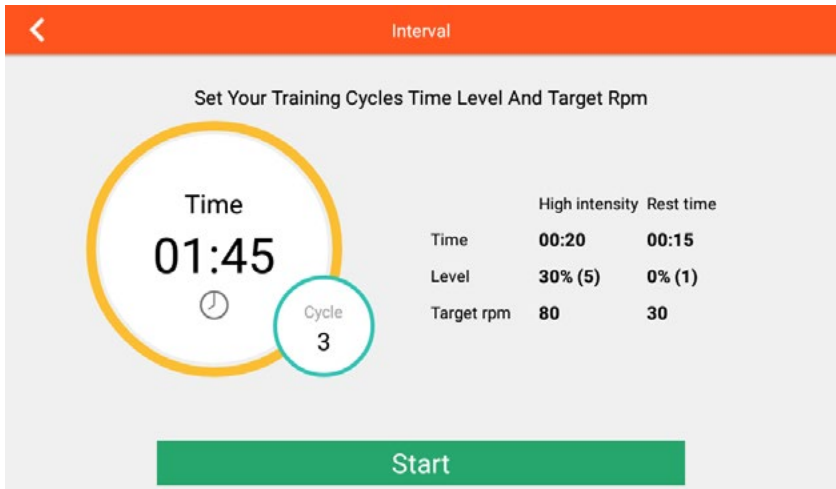 Interval
Set Your Training Cycles Time Level And Target Rpm
Time
01:45
Cycle
3
High intensity Rest time
Time 00:20 00:15
Level 30% (5) 0% (1)
Target rpm 80 30
Start